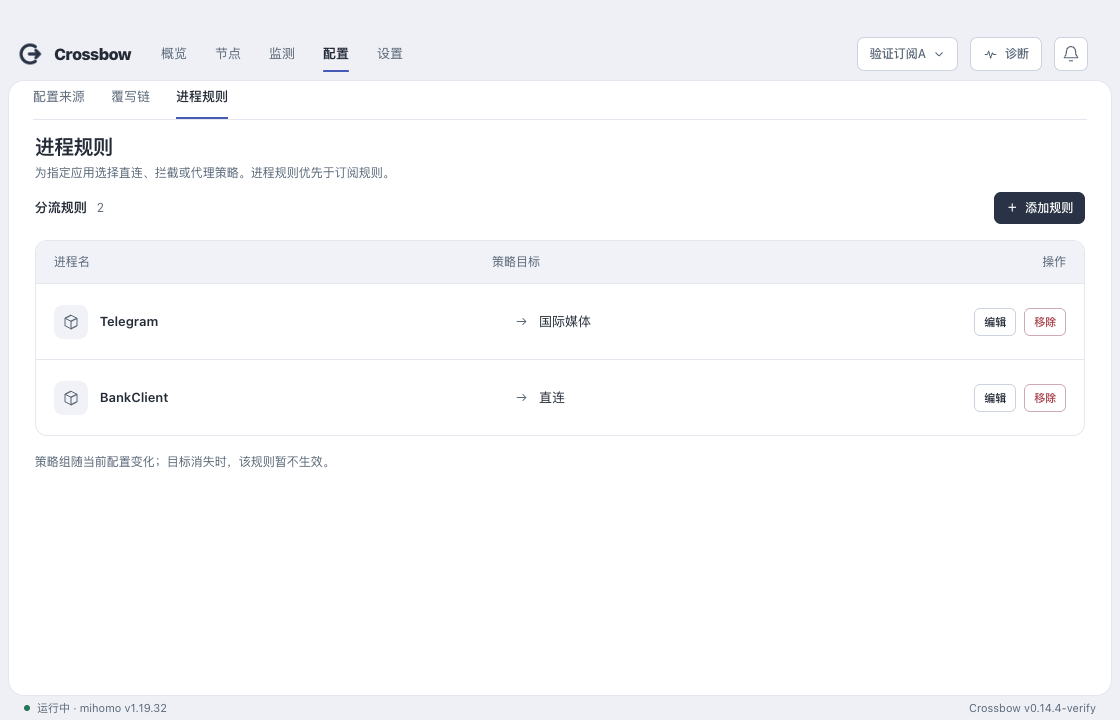 Crossbow 概览 节点 监测 配置 设置 验证订阅A 诊断
配置来源 覆写链 进程规则
进程规则
为指定应用选择直连、拦截或代理策略。进程规则优先于订阅规则。
分流规则 2 + 添加规则
进程名 策略目标 操作
Telegram → 国际媒体 编辑 移除
BankClient → 直连 编辑 移除
策略组随当前配置变化；目标消失时，该规则暂不生效。
运行中 · mihomo v1.19.32 Crossbow v0.14.4-verify